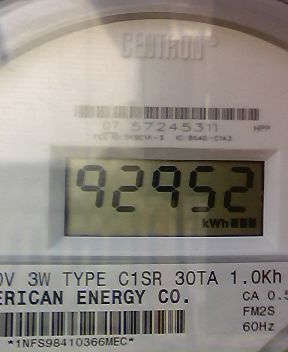 CENTRON®
07 57245311 HPP
92952
kWh
0V 3W TYPE C1SR 30TA 1.0Kh
ERICAN ENERGY CO. CA 0.5
FM2S
*1NFS98410366MEC* 60Hz